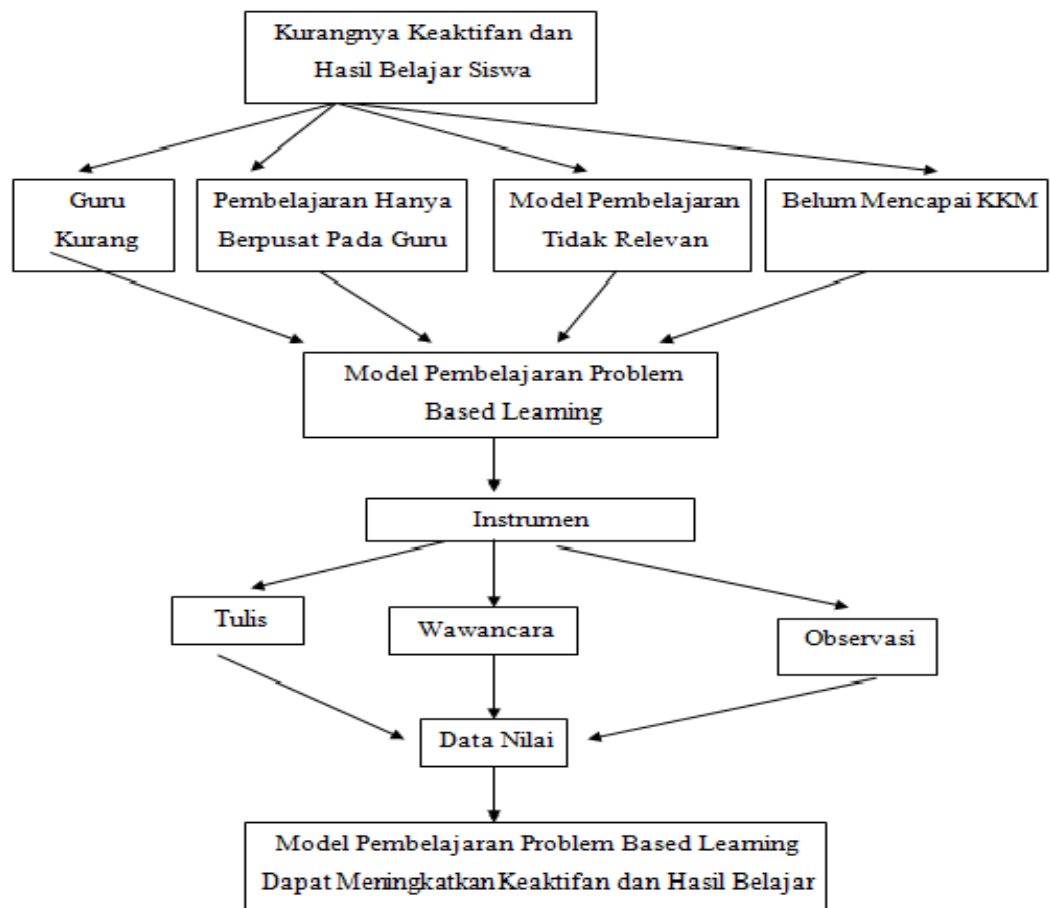 Kurangnya Keaktifan dan
Hasil Belajar Siswa
Guru
Kurang
Pembelajaran Hanya
Berpusat Pada Guru
Model Pembelajaran
Tidak Relevan
Belum Mencapai KKM
Model Pembelajaran Problem
Based Learning
Instrumen
Tulis
Wawancara
Observasi
Data Nilai
Model Pembelajaran Problem Based Learning
Dapat Meningkatkan Keaktifan dan Hasil Belajar